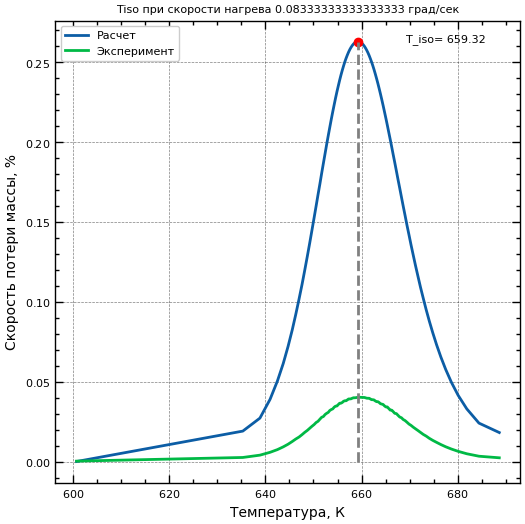 Tiso при скорости нагрева 0.08333333333333333 град/сек
Расчет
Эксперимент
T_iso= 659.32
0.25
0.20
0.15
0.10
0.05
0.00
Скорость потери массы, %
600
620
640
660
680
Температура, К